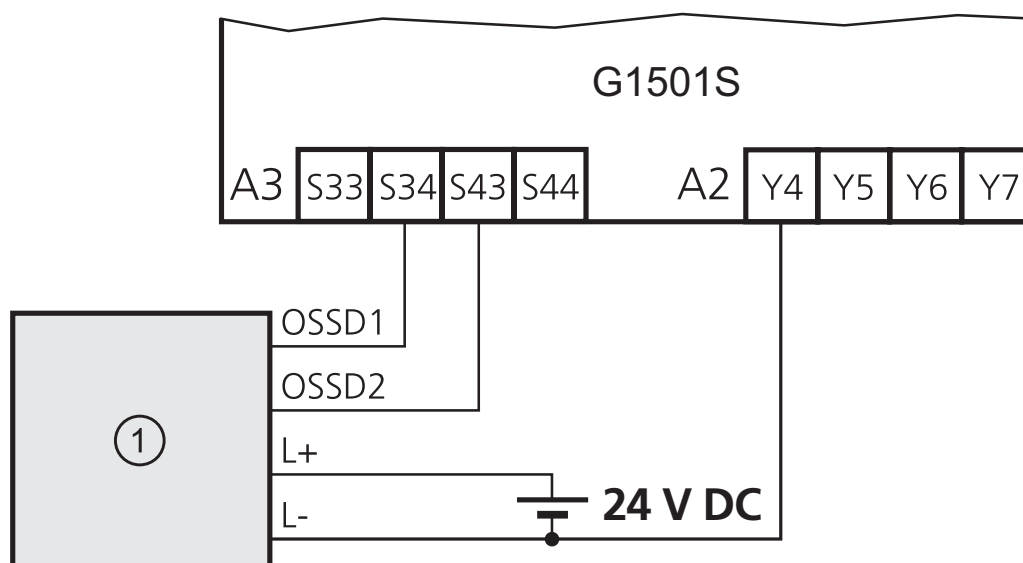 G1501S
A3 S33 S34 S43 S44 A2 Y4 Y5 Y6 Y7
OSSD1
OSSD2
1
L+
24 V DC
L-